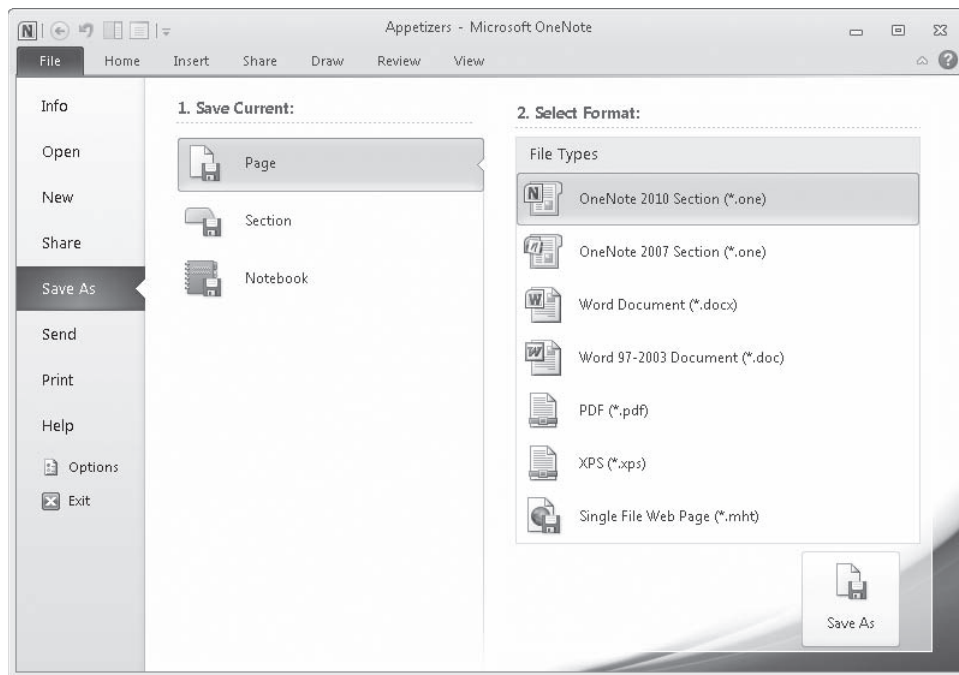 Appetizers - Microsoft OneNote
File Home Insert Share Draw Review View
Info
Open
New
Share
Save As
Send
Print
Help
Options
Exit
1. Save Current:
Page
Section
Notebook
2. Select Format:
File Types
OneNote 2010 Section (*.one)
OneNote 2007 Section (*.one)
Word Document (*.docx)
Word 97-2003 Document (*.doc)
PDF (*.pdf)
XPS (*.xps)
Single File Web Page (*.mht)
Save As